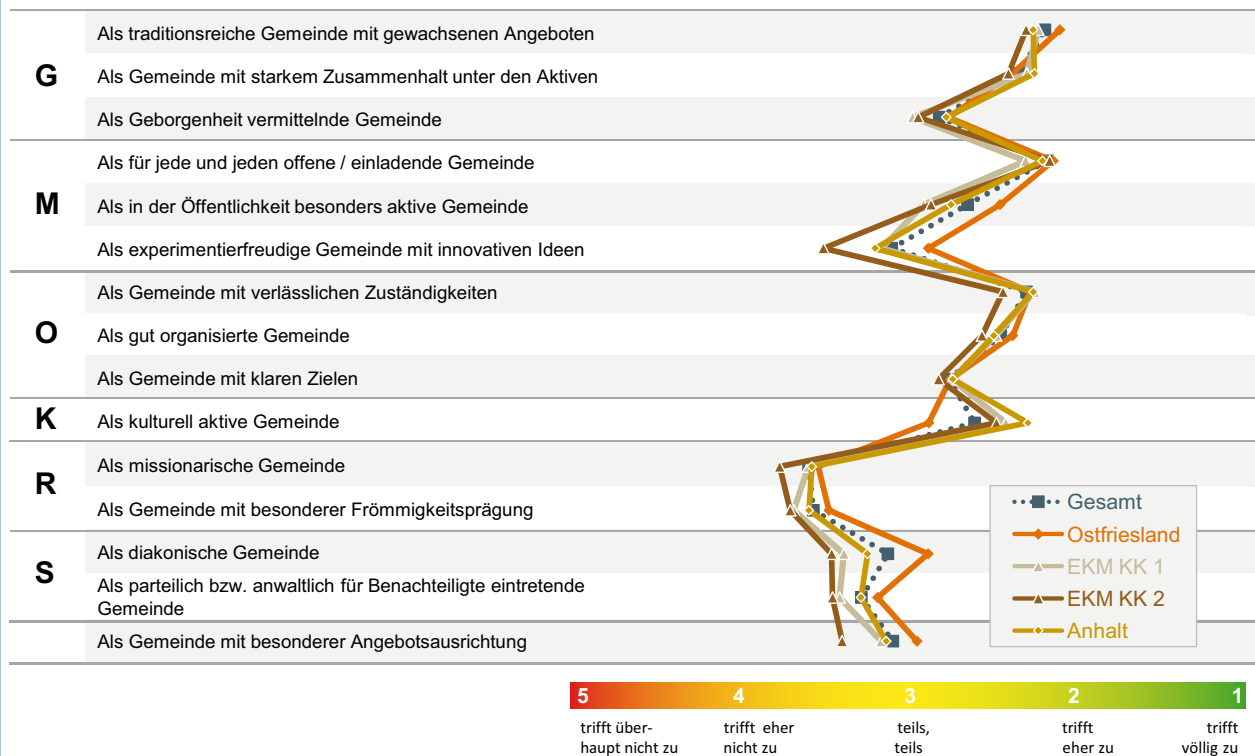 G
Als traditionsreiche Gemeinde mit gewachsenen Angeboten
Als Gemeinde mit starkem Zusammenhalt unter den Aktiven
Als Geborgenheit vermittelnde Gemeinde
M
Als für jede und jeden offene / einladende Gemeinde
Als in der Öffentlichkeit besonders aktive Gemeinde
Als experimentierfreudige Gemeinde mit innovativen Ideen
O
Als Gemeinde mit verlässlichen Zuständigkeiten
Als gut organisierte Gemeinde
Als Gemeinde mit klaren Zielen
K
Als kulturell aktive Gemeinde
R
Als missionarische Gemeinde
Als Gemeinde mit besonderer Frömmigkeitsprägung
S
Als diakonische Gemeinde
Als parteilich bzw. anwaltlich für Benachteiligte eintretende
Gemeinde
Als Gemeinde mit besonderer Angebotsausrichtung
Gesamt
Ostfriesland
EKM KK 1
EKM KK 2
Anhalt
5 4 3 2 1
trifft über- trifft eher teils, trifft trifft
haupt nicht zu nicht zu teils eher zu völlig zu